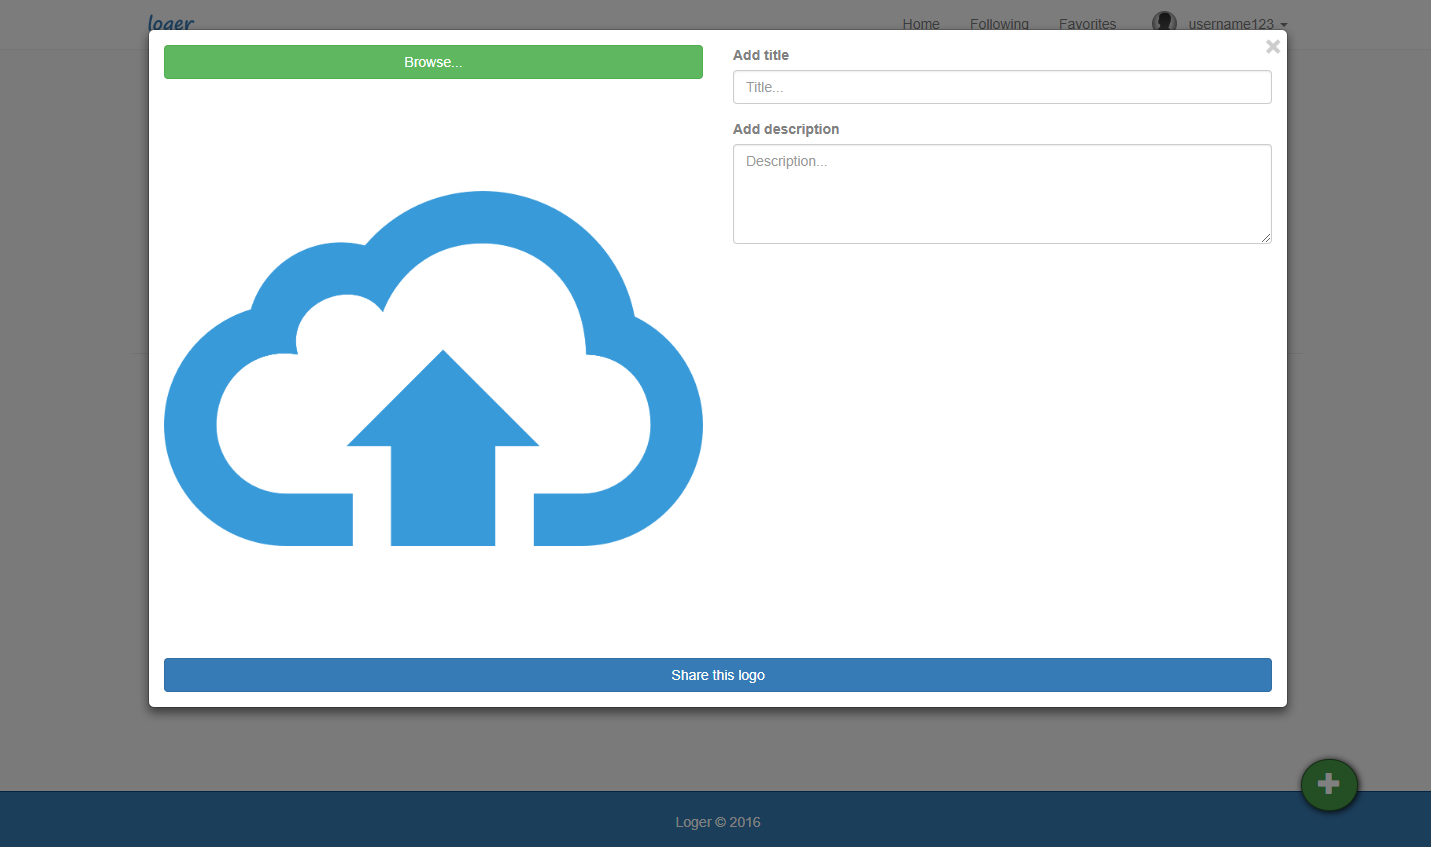 loger
Home Following Favorites username123
Browse...
Add title
Title...
Add description
Description...
Share this logo
Loger © 2016